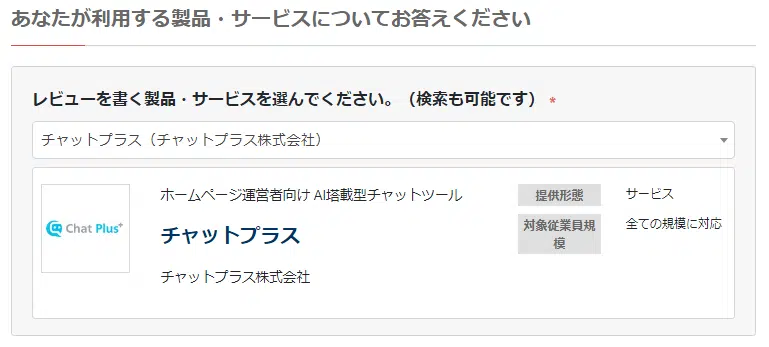 あなたが利用する製品・サービスについてお答えください
レビューを書く製品・サービスを選んでください。（検索も可能です） *
チャットプラス（チャットプラス株式会社）
Chat Plus+
ホームページ運営者向け AI搭載型チャットツール
チャットプラス
チャットプラス株式会社
提供形態
サービス
対象従業員規
模
全ての規模に対応